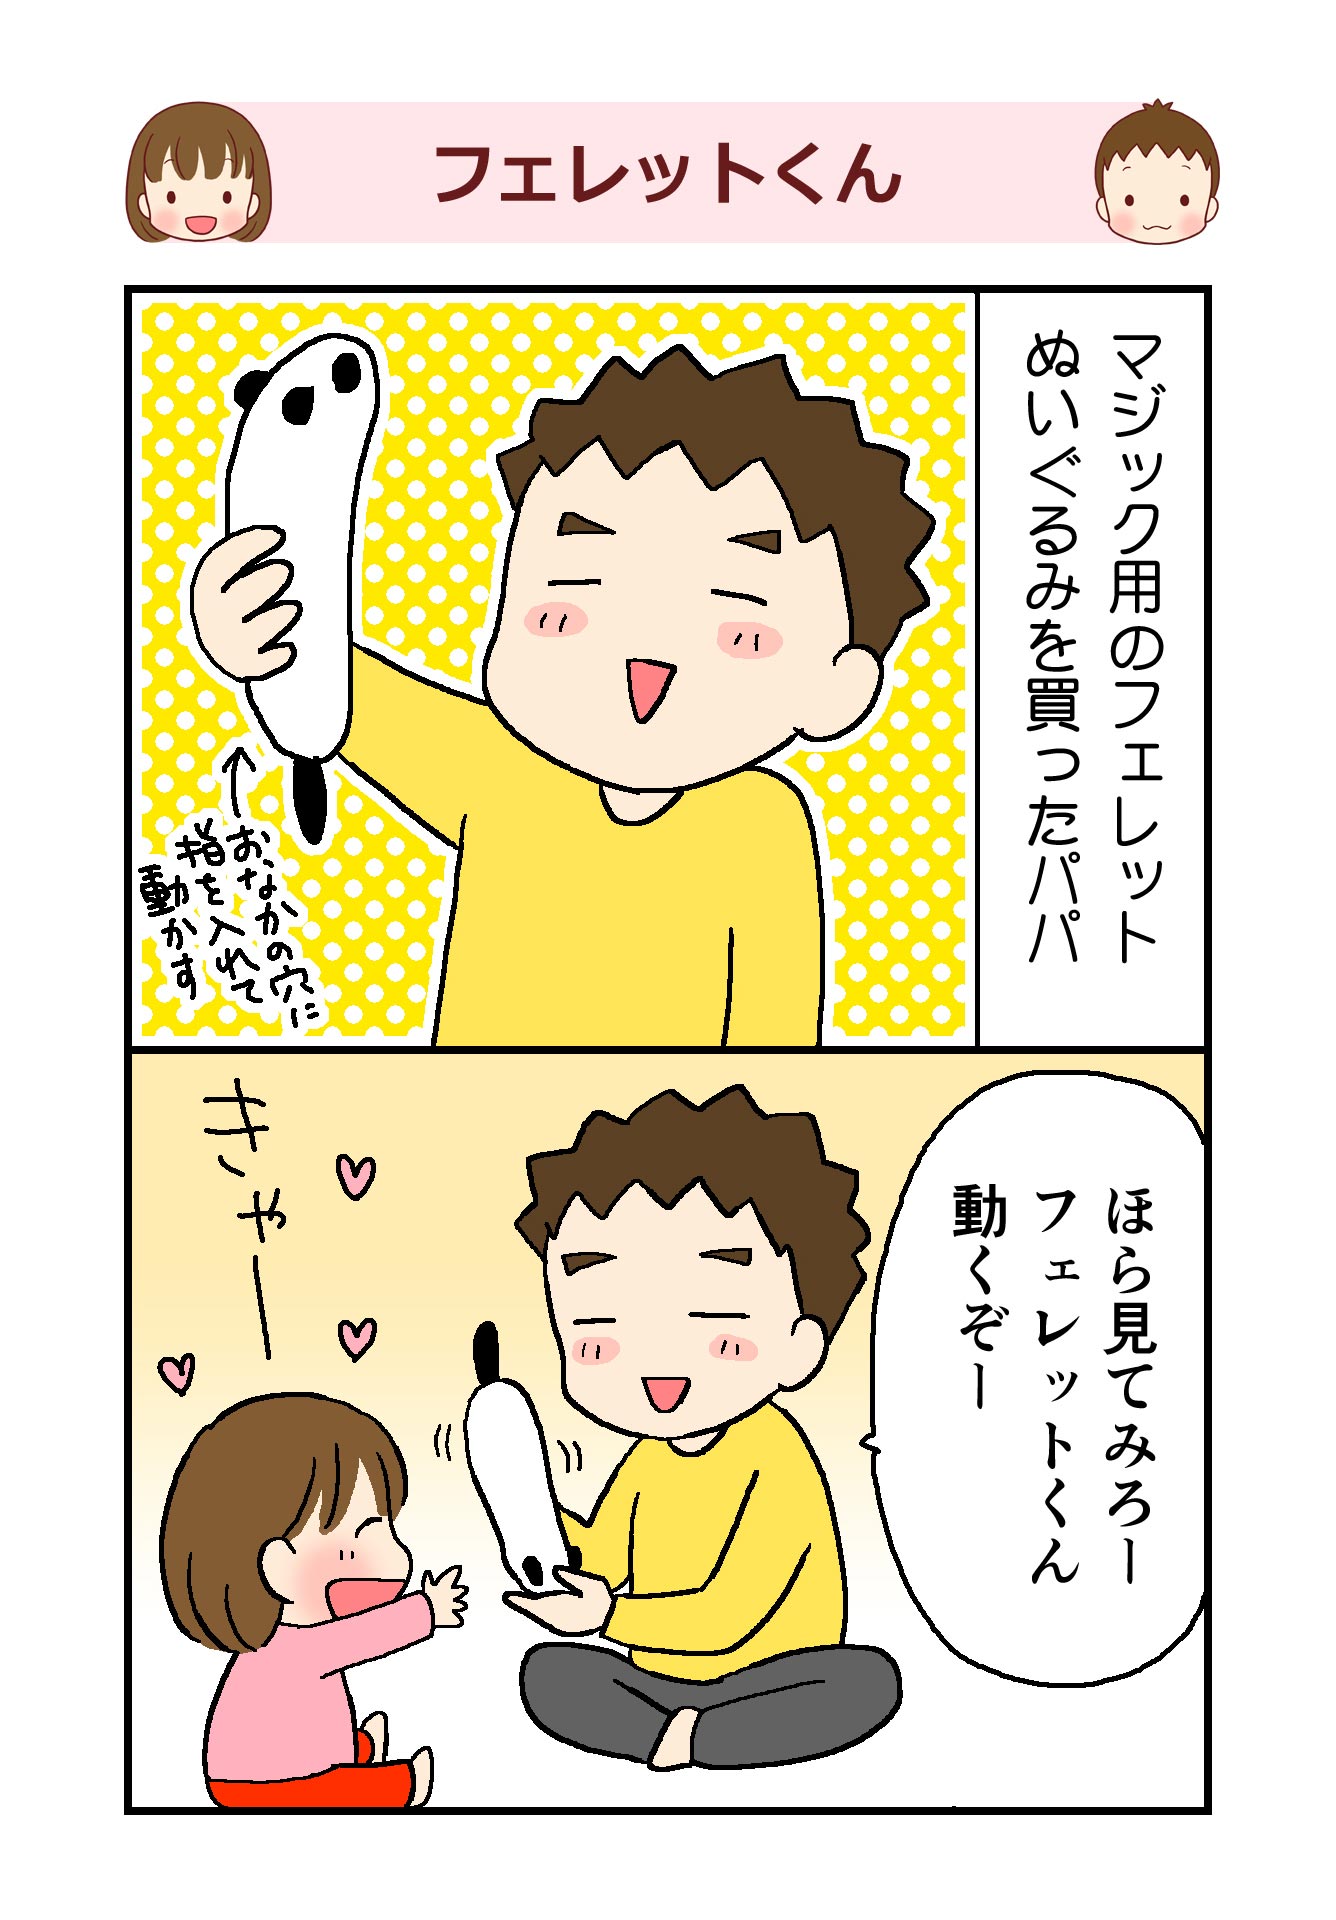 フェレットくん
マジック用のフェレット
ぬいぐるみを買ったパパ
おなかの穴に
指を入れて
動かす
ほら見てみろー
フェレットくん
動くぞー
きゃー